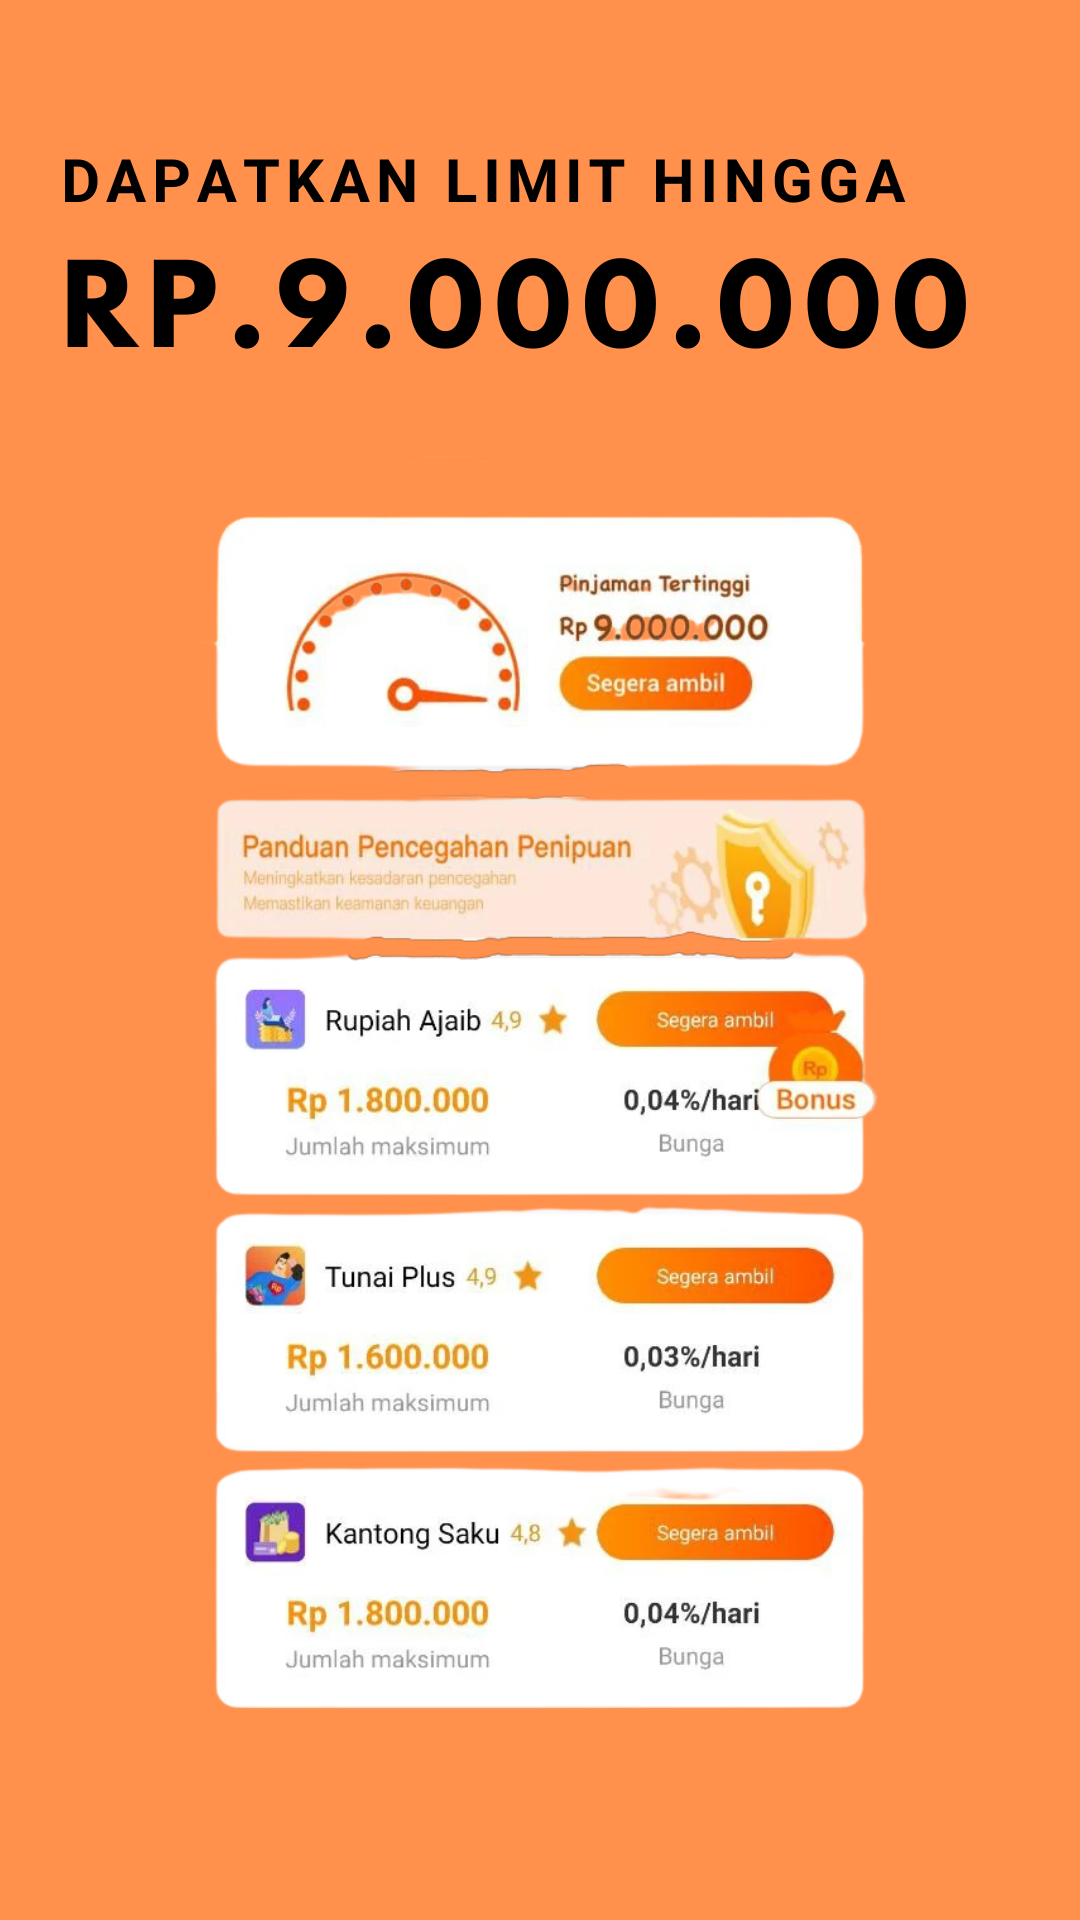 DAPATKAN LIMIT HINGGA
RP.9.000.000
Pinjaman Tertinggi
Rp 9.000.000
Segera ambil
Panduan Pencegahan Penipuan
Meningkatkan kesadaran pencegahan
Memastikan keamanan keuangan
Rupiah Ajaib 4,9 Segera ambil
Rp
Rp 1.800.000 0,04%/hari Bonus
Jumlah maksimum Bunga
Tunai Plus 4,9 Segera ambil
Rp 1.600.000 0,03%/hari
Jumlah maksimum Bunga
Kantong Saku 4,8 Segera ambil
Rp 1.800.000 0,04%/hari
Jumlah maksimum Bunga